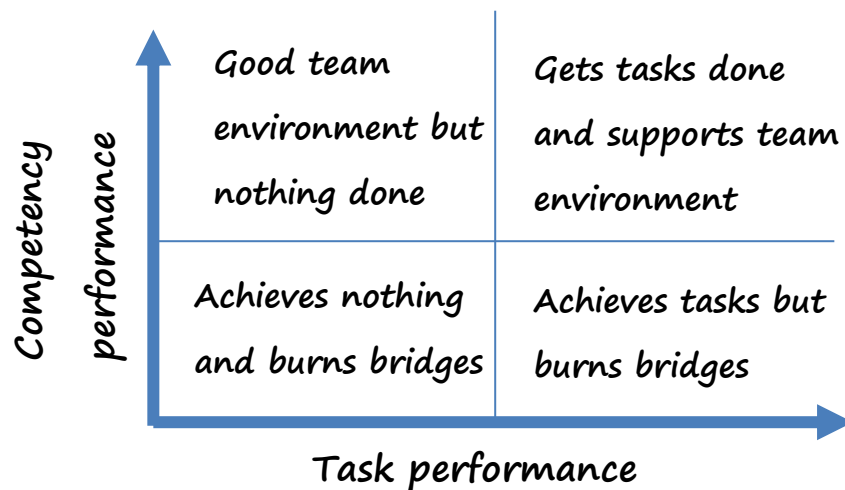 Good team
environment but
nothing done
Gets tasks done
and supports team
environment
Competency
performance
Achieves nothing
and burns bridges
Achieves tasks but
burns bridges
Task performance